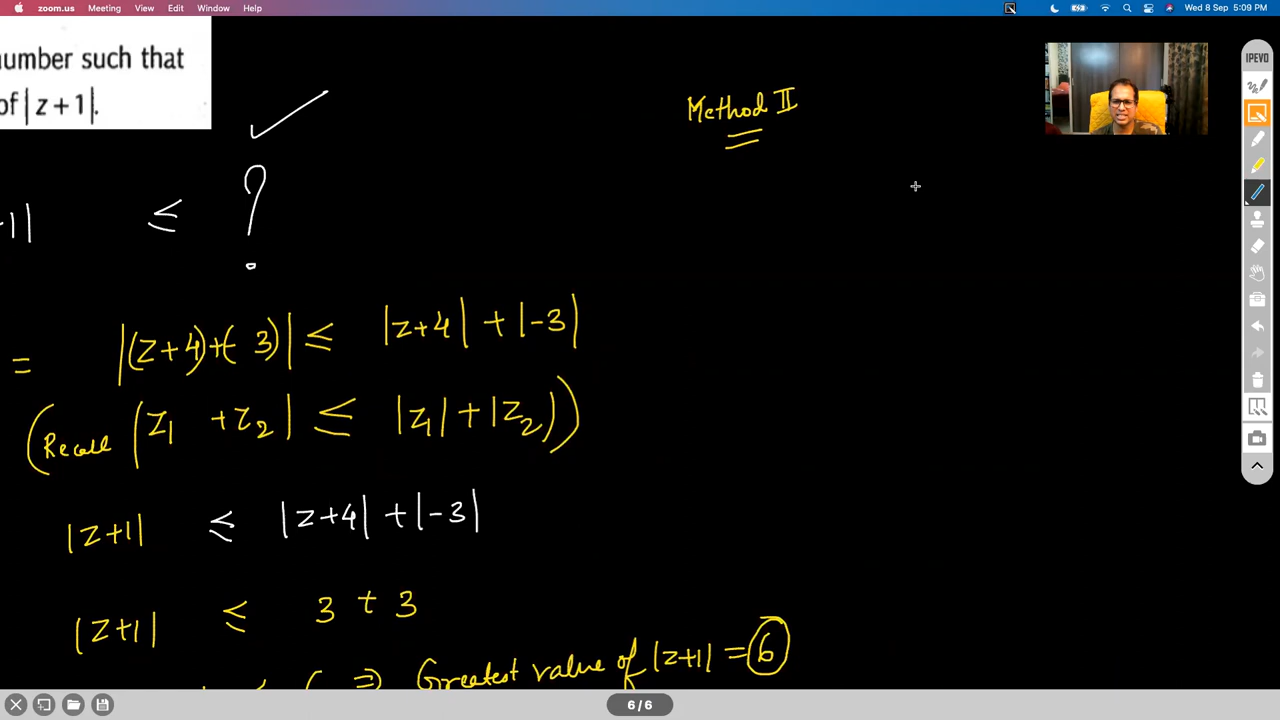 zoom.us Meeting View Edit Window Help Wed 8 Sep 5:09 PM
IPEVO
number such that
of |z+1|.
Method II
+1| ≤ ?
= |(z+4)+(-3)| ≤ |z+4| + |-3|
(Recall |z₁ + z₂| ≤ |z₁| + |z₂|)
|z+1| ≤ |z+4| + |-3|
|z+1| ≤ 3 + 3
≤ ⇒ Greatest value of |z+1| = 6
6 / 6